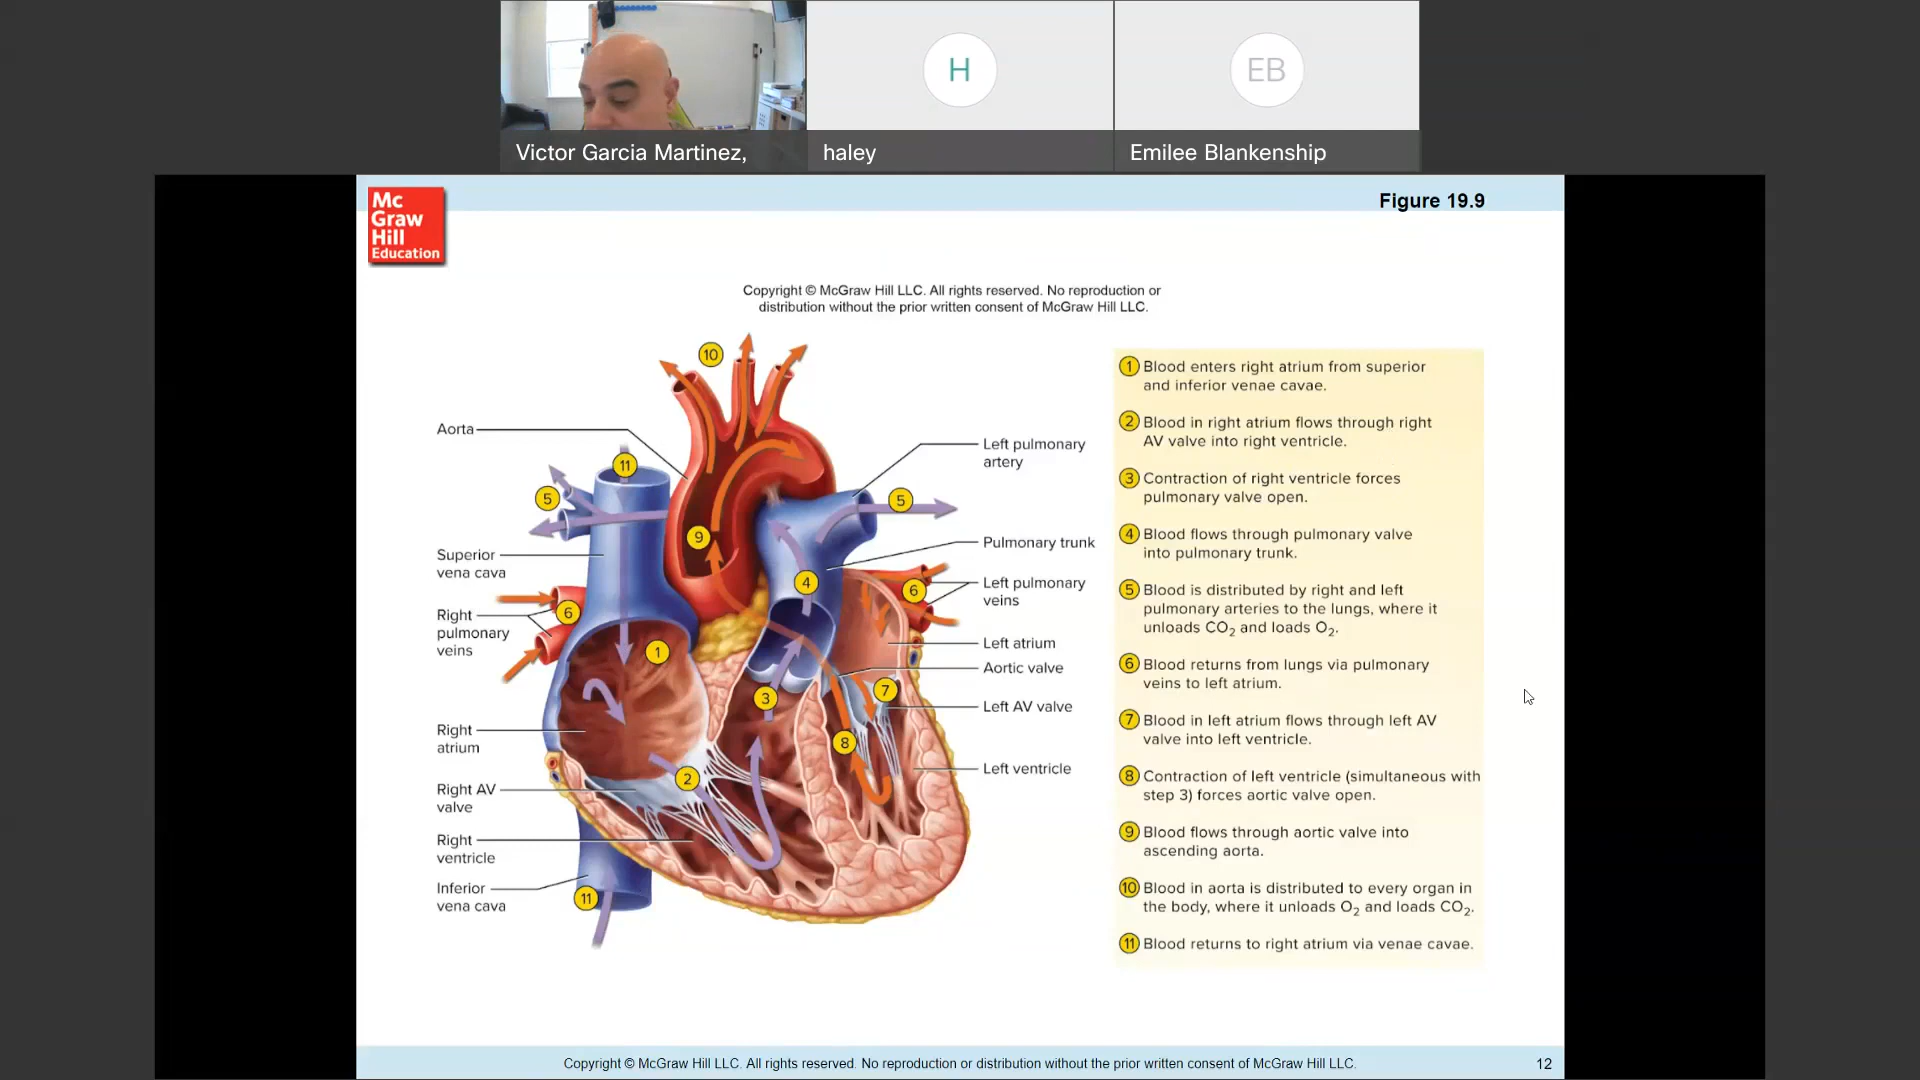 H
EB
Victor Garcia Martinez,
haley
Emilee Blankenship
Mc
Graw
Hill
Education
Figure 19.9
Copyright © McGraw Hill LLC. All rights reserved. No reproduction or
distribution without the prior written consent of McGraw Hill LLC.
10
Aorta
11
5
Superior
vena cava
Right
pulmonary
veins
6
9
1
Right
atrium
2
Right AV
valve
Right
ventricle
Inferior
vena cava
11
Left pulmonary
artery
5
Pulmonary trunk
4
Left pulmonary
veins
6
Left atrium
Aortic valve
7
Left AV valve
3
8
Left ventricle
1 Blood enters right atrium from superior
and inferior venae cavae.
2 Blood in right atrium flows through right
AV valve into right ventricle.
3 Contraction of right ventricle forces
pulmonary valve open.
4 Blood flows through pulmonary valve
into pulmonary trunk.
5 Blood is distributed by right and left
pulmonary arteries to the lungs, where it
unloads CO₂ and loads O₂.
6 Blood returns from lungs via pulmonary
veins to left atrium.
7 Blood in left atrium flows through left AV
valve into left ventricle.
8 Contraction of left ventricle (simultaneous with
step 3) forces aortic valve open.
9 Blood flows through aortic valve into
ascending aorta.
10 Blood in aorta is distributed to every organ in
the body, where it unloads O₂ and loads CO₂.
11 Blood returns to right atrium via venae cavae.
Copyright © McGraw Hill LLC. All rights reserved. No reproduction or distribution without the prior written consent of McGraw Hill LLC.
12